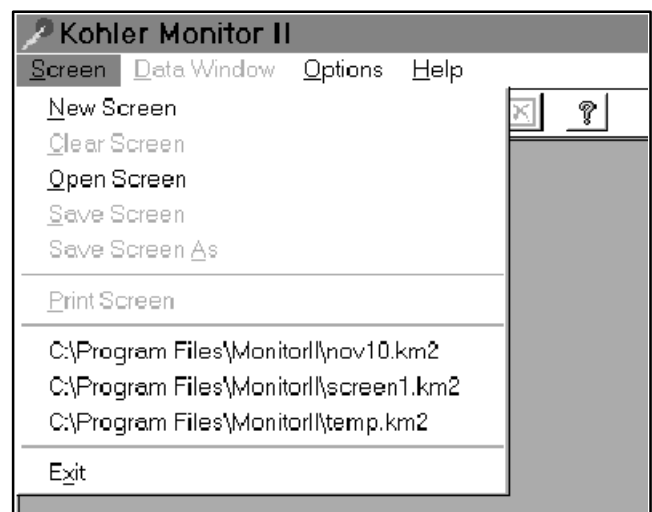 Kohler Monitor II
Screen Data Window Options Help
New Screen
?
Clear Screen
Open Screen
Save Screen
Save Screen As
Print Screen
C:\Program Files\MonitorII\nov10.km2
C:\Program Files\MonitorII\screen1.km2
C:\Program Files\MonitorII\temp.km2
Exit